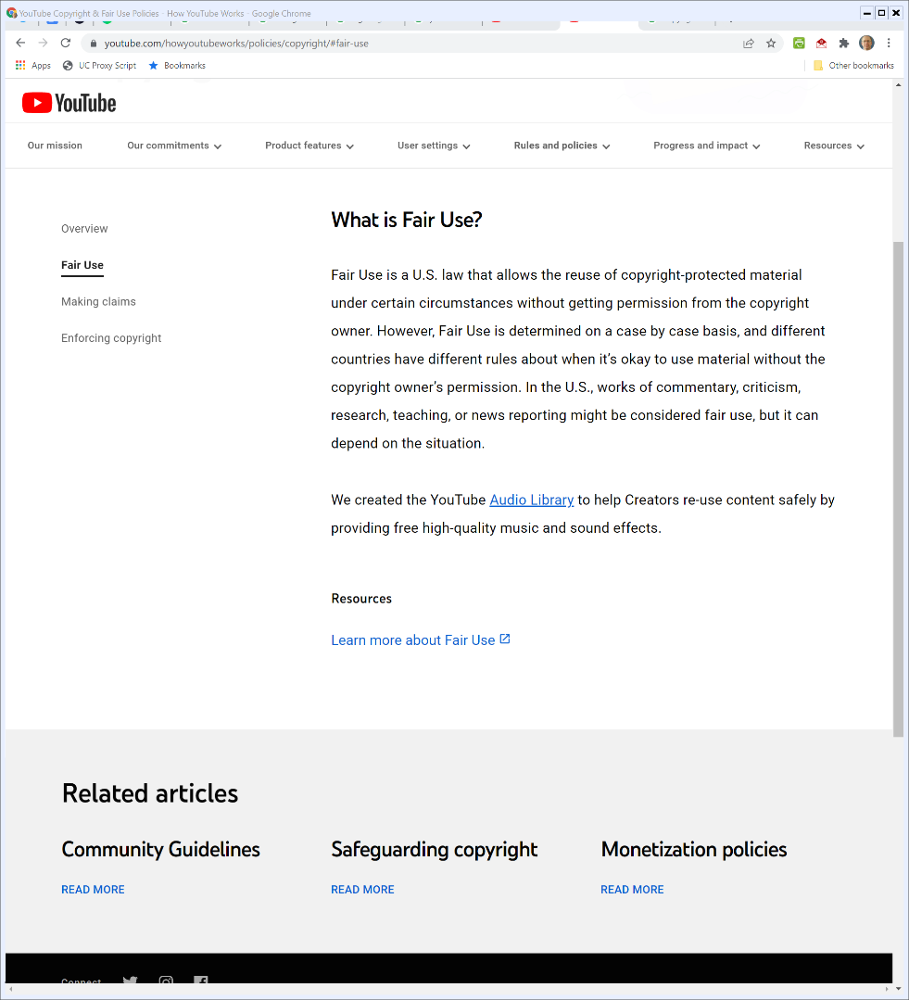 YouTube Copyright & Fair Use Policies - How YouTube Works - Google Chrome
youtube.com/howyoutubeworks/policies/copyright/#fair-use
Apps UC Proxy Script Bookmarks Other bookmarks
YouTube
Our mission Our commitments Product features User settings Rules and policies Progress and impact Resources
Overview
Fair Use
Making claims
Enforcing copyright
What is Fair Use?
Fair Use is a U.S. law that allows the reuse of copyright-protected material
under certain circumstances without getting permission from the copyright
owner. However, Fair Use is determined on a case by case basis, and different
countries have different rules about when it’s okay to use material without the
copyright owner’s permission. In the U.S., works of commentary, criticism,
research, teaching, or news reporting might be considered fair use, but it can
depend on the situation.
We created the YouTube Audio Library to help Creators re-use content safely by
providing free high-quality music and sound effects.
Resources
Learn more about Fair Use
Related articles
Community Guidelines
READ MORE
Safeguarding copyright
READ MORE
Monetization policies
READ MORE
Connect